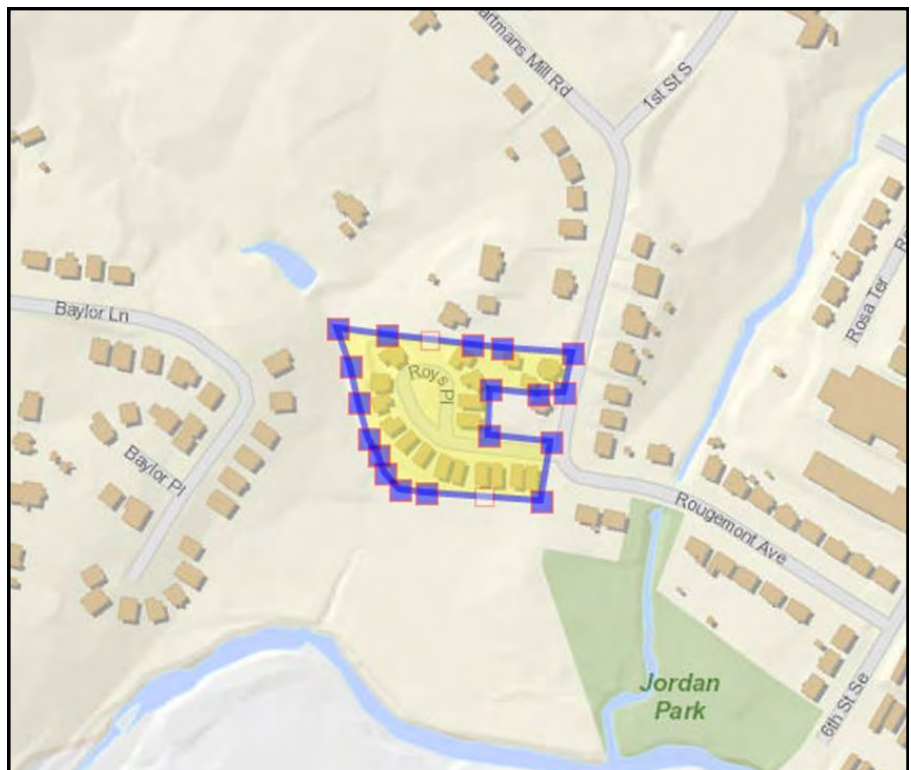 artmans Mill Rd
1st St S
Baylor Ln
Rosa Ter
Roys Pl
Baylor Pl
Rougemont Ave
Jordan
Park
6th St Se